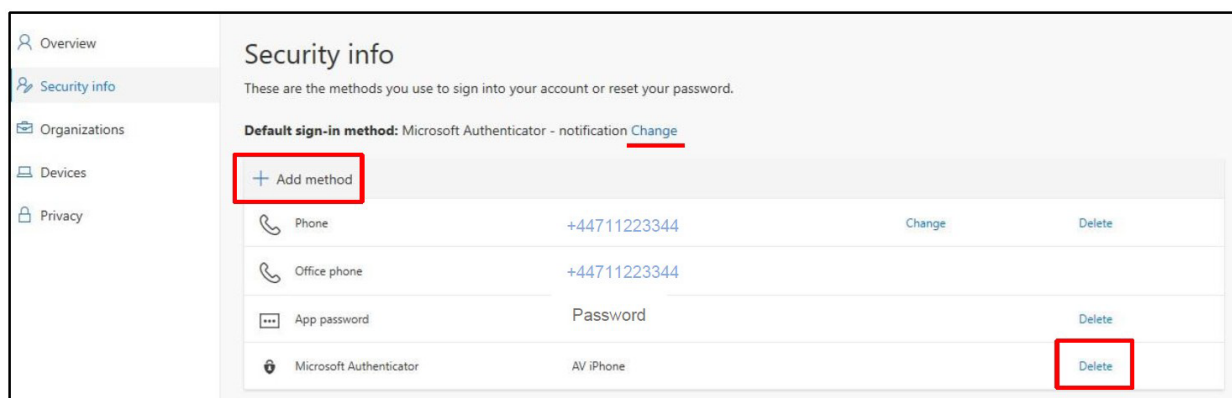 Overview
Security info
Organizations
Devices
Privacy
Security info
These are the methods you use to sign into your account or reset your password.
Default sign-in method: Microsoft Authenticator - notification Change
Add method
Phone +44711223344 Change Delete
Office phone +44711223344
App password Password Delete
Microsoft Authenticator AV iPhone Delete